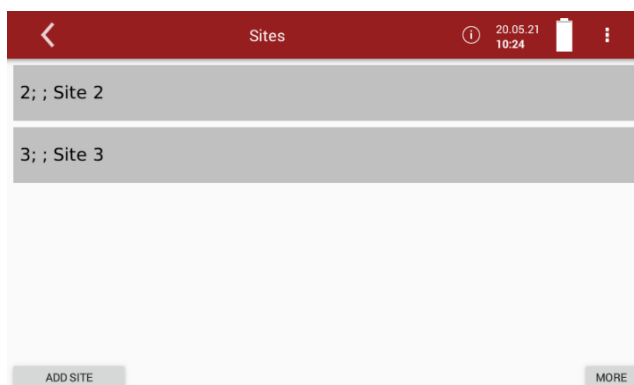 Sites
20.05.21
10:24
2; ; Site 2
3; ; Site 3
ADD SITE
MORE